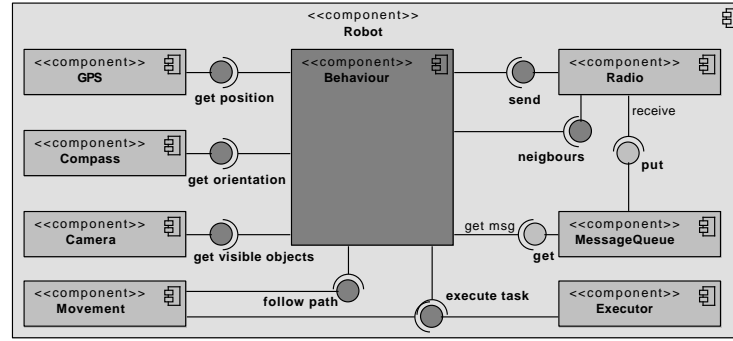 <<component>>
Robot
<<component>>
GPS
get position
<<component>>
Behaviour
send
<<component>>
Radio
receive
neigbours
put
<<component>>
Compass
get orientation
<<component>>
Camera
get visible objects
get msg
get
<<component>>
MessageQueue
<<component>>
Movement
follow path
execute task
<<component>>
Executor